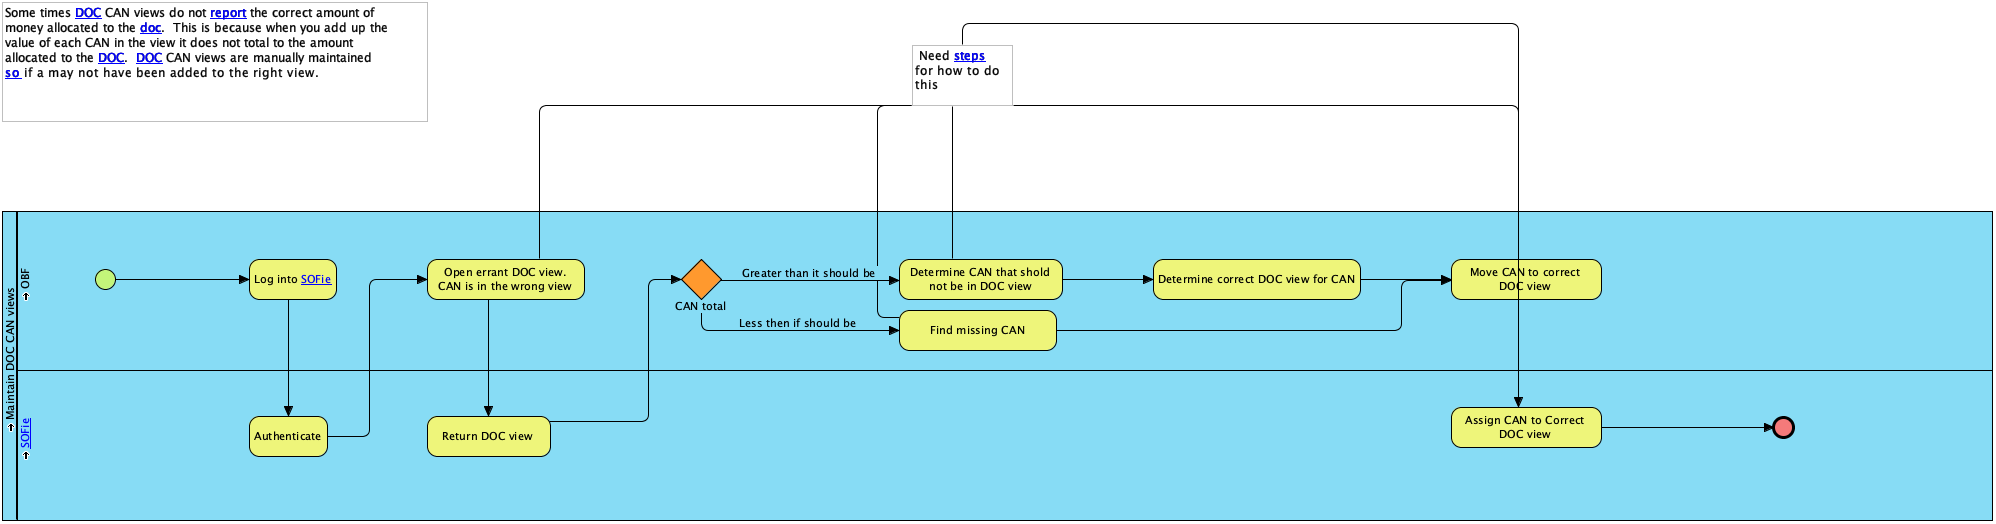 Some times DOC CAN views do not report the correct amount of
money allocated to the doc.  This is because when you add up the
value of each CAN in the view it does not total to the amount
allocated to the DOC.  DOC CAN views are manually maintained
so if a may not have been added to the right view.
Need steps
for how to do
this
Maintain DOC CAN views
OBF
Log into SOFie
Open errant DOC view.
CAN is in the wrong view
CAN total
Greater than it should be
Less then if should be
Determine CAN that shold
not be in DOC view
Determine correct DOC view for CAN
Move CAN to correct
DOC view
Find missing CAN
SOFie
Authenticate
Return DOC view
Assign CAN to Correct
DOC view